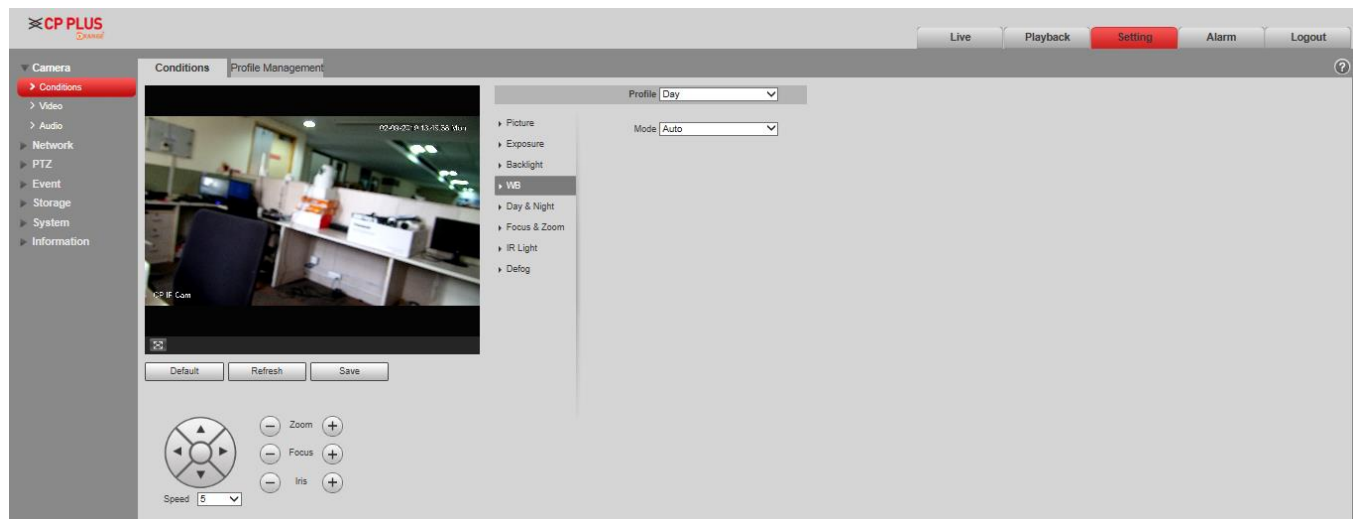 CP PLUS
ORANGE
Live Playback Setting Alarm Logout
Camera
Conditions
Video
Audio
Network
PTZ
Event
Storage
System
Information
Conditions Profile Management
CP IP Cam
Default Refresh Save
Zoom
Focus
Iris
Speed 5
Profile Day
Picture
Exposure
Backlight
WB
Day & Night
Focus & Zoom
IR Light
Defog
Mode Auto
?